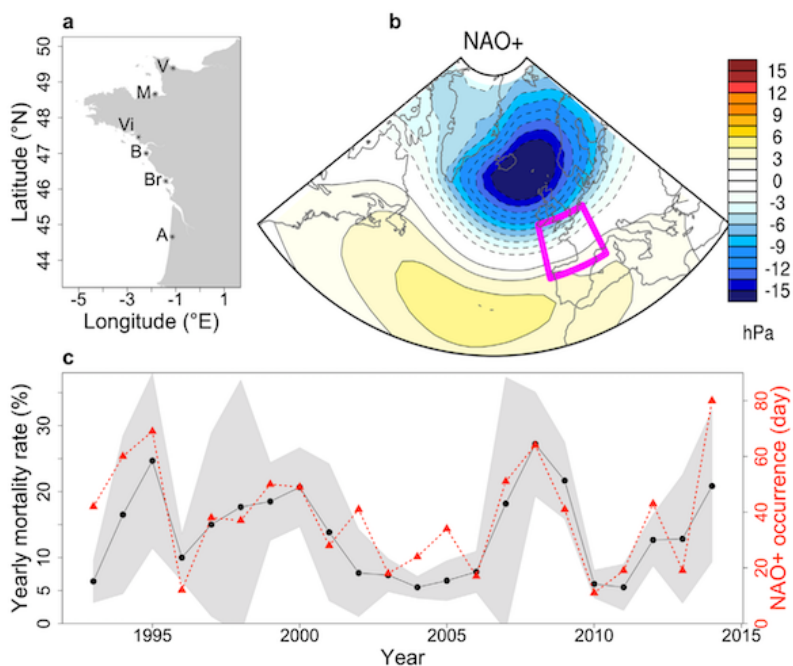 a
50
49
48
47
46
45
44
Latitude (°N)
V
M
Vi
B
Br
A
-5
-3
-1
1
Longitude (°E)
b
NAO+
15
12
9
6
3
0
-3
-6
-9
-12
-15
hPa
c
Yearly mortality rate (%)
30
20
10
5
0
80
60
40
20
0
NAO+ occurrence (day)
1995
2000
2005
2010
2015
Year